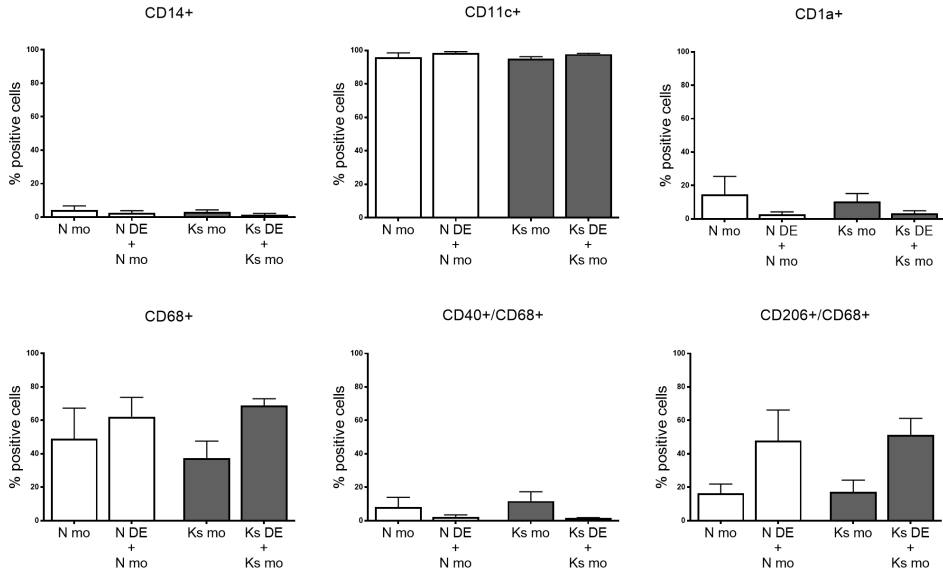 CD14+
% positive cells
100
80
60
40
20
0
N mo
N DE
+
N mo
Ks mo
Ks DE
+
Ks mo
CD11c+
% positive cells
100
80
60
40
20
0
N mo
N DE
+
N mo
Ks mo
Ks DE
+
Ks mo
CD1a+
% positive cells
100
80
60
40
20
0
N mo
N DE
+
N mo
Ks mo
Ks DE
+
Ks mo
CD68+
% positive cells
100
80
60
40
20
0
N mo
N DE
+
N mo
Ks mo
Ks DE
+
Ks mo
CD40+/CD68+
% positive cells
100
80
60
40
20
0
N mo
N DE
+
N mo
Ks mo
Ks DE
+
Ks mo
CD206+/CD68+
% positive cells
100
80
60
40
20
0
N mo
N DE
+
N mo
Ks mo
Ks DE
+
Ks mo